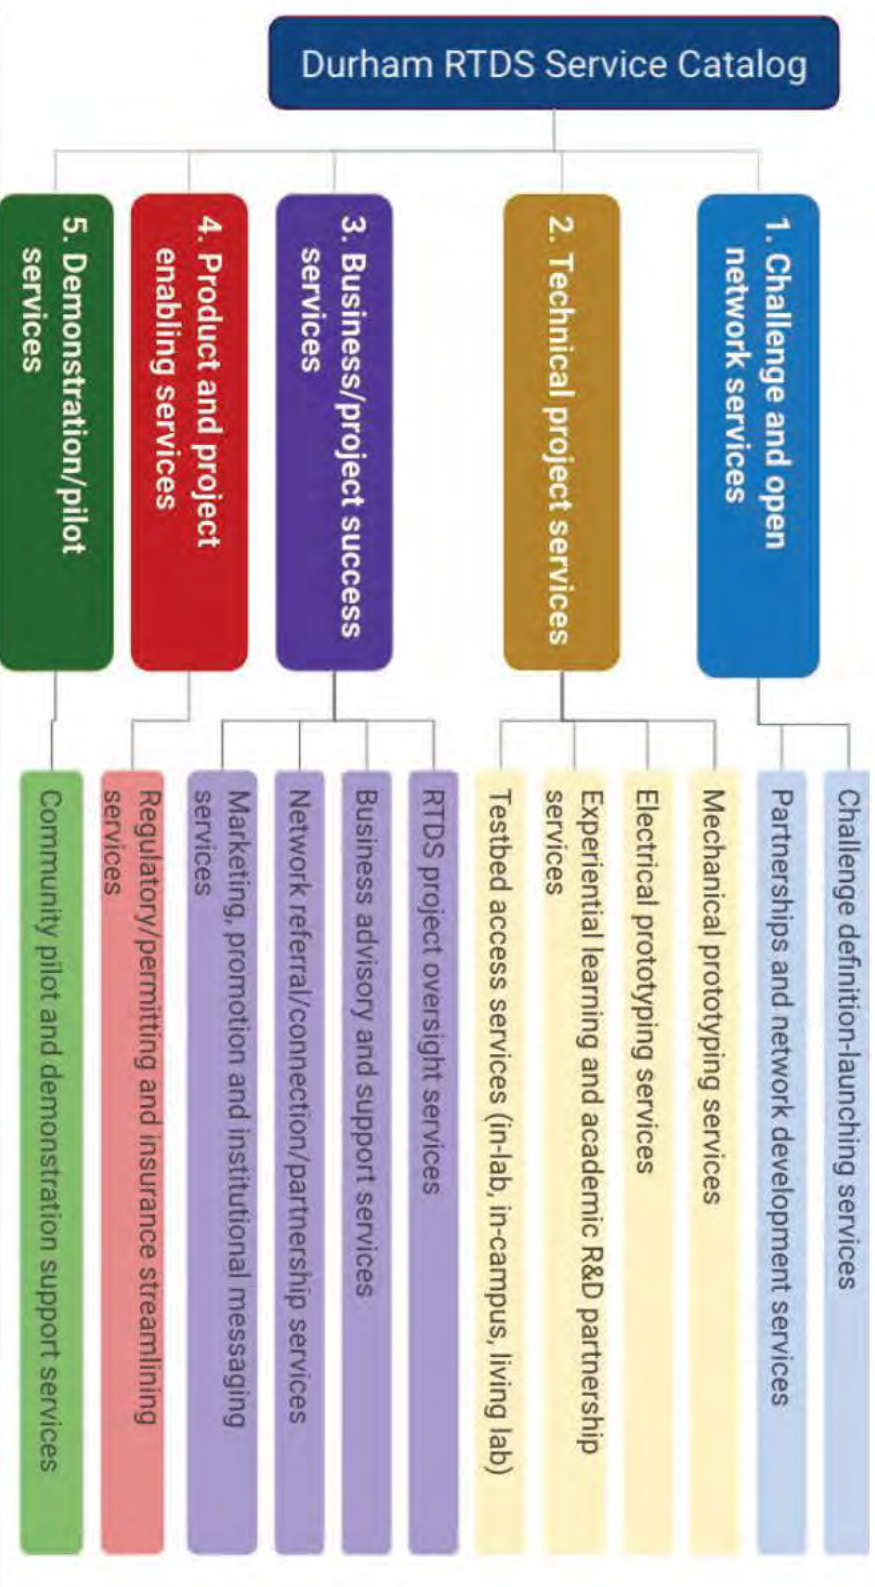 Durham RTDS Service Catalog
1. Challenge and open
network services
Challenge definition-launching services
Partnerships and network development services
2. Technical project services
Mechanical prototyping services
Electrical prototyping services
Experiential learning and academic R&D partnership
services
Testbed access services (in-lab, in-campus, living lab)
3. Business/project success
services
RTDS project oversight services
Business advisory and support services
Network referral/connection/partnership services
Marketing, promotion and institutional messaging
services
4. Product and project
enabling services
Regulatory/permitting and insurance streamlining
services
5. Demonstration/pilot
services
Community pilot and demonstration support services